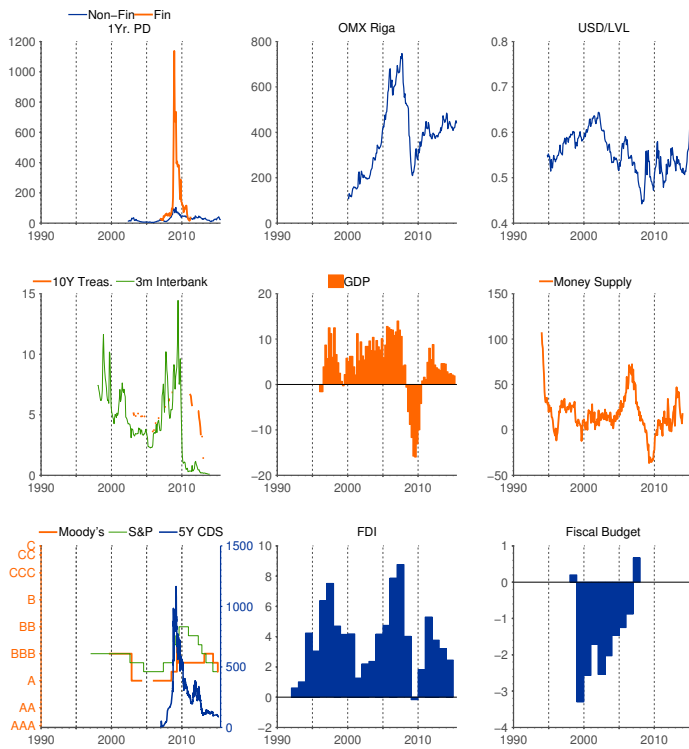 Non-Fin Fin
1Yr. PD
1200
1000
800
600
400
200
0
1990 2000 2010
OMX Riga
800
600
400
200
0
1990 2000 2010
USD/LVL
0.8
0.7
0.6
0.5
0.4
1990 2000 2010
10Y Treas. 3m Interbank
15
10
5
0
1990 2000 2010
GDP
20
10
0
−10
−20
1990 2000 2010
Money Supply
150
100
50
0
−50
1990 2000 2010
Moody's S&P 5Y CDS
C
CC
CCC
B
BB
BBB
A
AA
AAA
1500
1000
500
0
1990 2000 2010
FDI
10
8
6
4
2
0
−2
1990 2000 2010
Fiscal Budget
1
0
−1
−2
−3
−4
1990 2000 2010